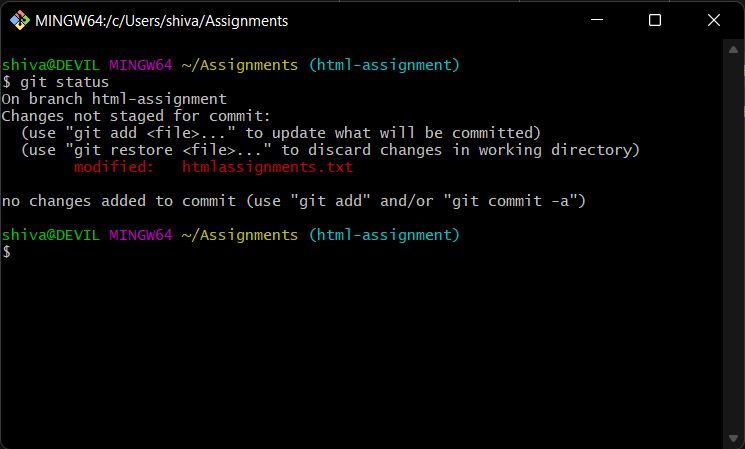 MINGW64:/c/Users/shiva/Assignments
shiva@DEVIL MINGW64 ~/Assignments (html-assignment)
$ git status
On branch html-assignment
Changes not staged for commit:
  (use "git add <file>..." to update what will be committed)
  (use "git restore <file>..." to discard changes in working directory)
        modified:   htmlassignments.txt
no changes added to commit (use "git add" and/or "git commit -a")
shiva@DEVIL MINGW64 ~/Assignments (html-assignment)
$